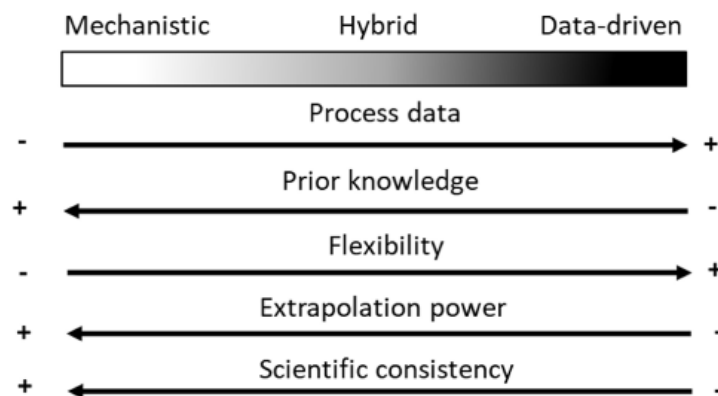 Mechanistic Hybrid Data-driven
Process data
- +
Prior knowledge
+ -
Flexibility
- +
Extrapolation power
+ -
Scientific consistency
+ -